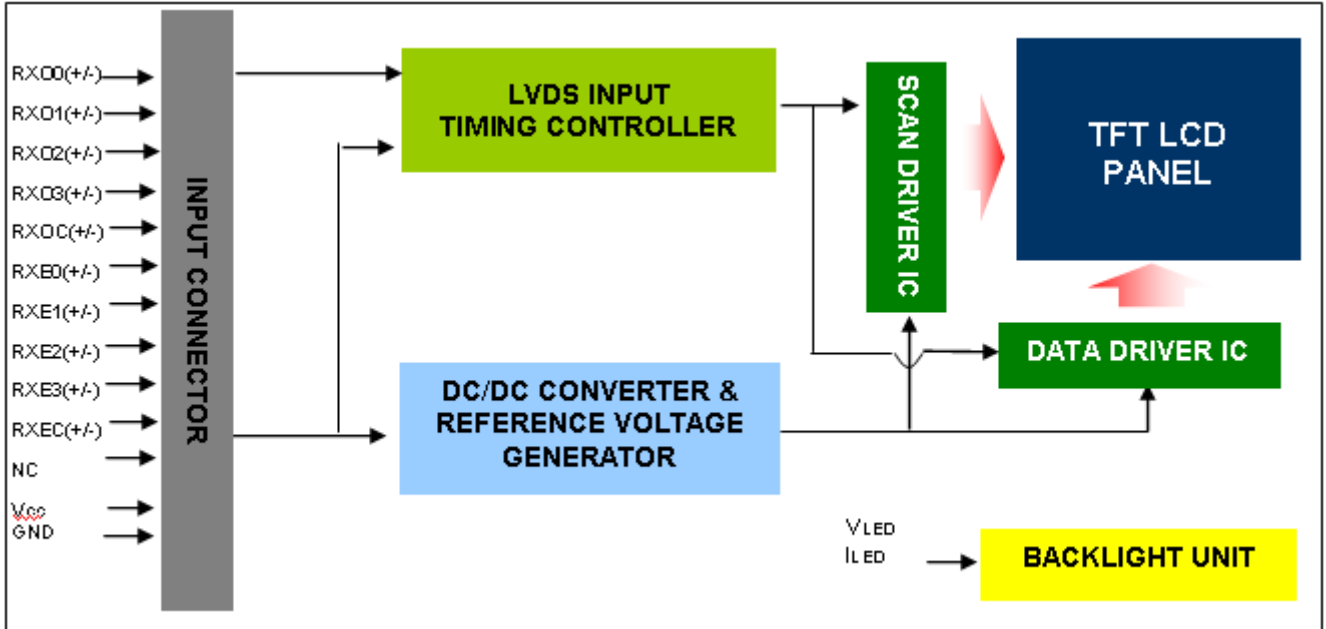 RXO0(+/-)
RXO1(+/-)
RXO2(+/-)
RXO3(+/-)
RXOC(+/-)
RXE0(+/-)
RXE1(+/-)
RXE2(+/-)
RXE3(+/-)
RXEC(+/-)
NC
Vcc
GND
INPUT CONNECTOR
LVDS INPUT
TIMING CONTROLLER
DC/DC CONVERTER &
REFERENCE VOLTAGE
GENERATOR
SCAN DRIVER IC
TFT LCD
PANEL
DATA DRIVER IC
VLED
ILED
BACKLIGHT UNIT